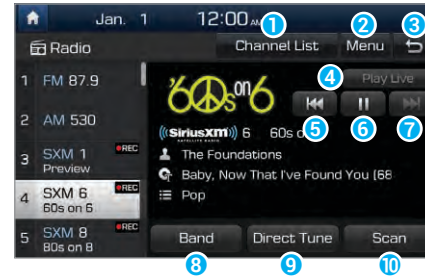 Jan. 1 12:00 AM
1 2 3
Radio Channel List Menu
1 FM 87.9
'60s on 6
4 Play Live
2 AM 530
5 6 7
((SiriusXM)) 6 60s o
SATELLITE RADIO
3 SXM 1 REC
Preview
The Foundations
Baby, Now That I've Found You (68
4 SXM 6 REC
60s on 6
Pop
5 SXM 8 REC
80s on 8
Band Direct Tune Scan
8 9 10